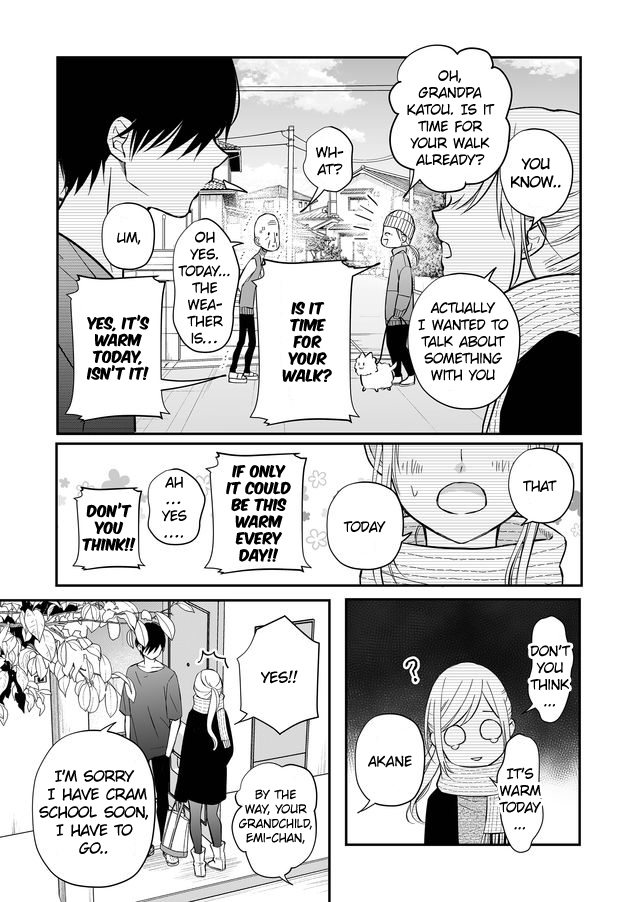 YOU
KNOW..
OH,
GRANDPA
KATOU. IS IT
TIME FOR
YOUR WALK
ALREADY?
WH-
AT?
UM,
ACTUALLY
I WANTED TO
TALK ABOUT
SOMETHING
WITH YOU
IS IT
TIME
FOR
YOUR
WALK?
OH
YES.
TODAY...
THE
WEA-
THER
IS...
YES, IT'S
WARM
TODAY,
ISN'T IT!
THAT
TODAY
IF ONLY
IT COULD
BE THIS
WARM
EVERY
DAY!!
AH
...
YES
....
DON'T
YOU
THINK!!
DON'T
YOU
THINK
...
?
IT'S
WARM
TODAY
...
AKANE
YES!!
BY THE
WAY, YOUR
GRANDCHILD,
EMI-CHAN,
I'M SORRY
I HAVE CRAM
SCHOOL SOON,
I HAVE TO
GO..